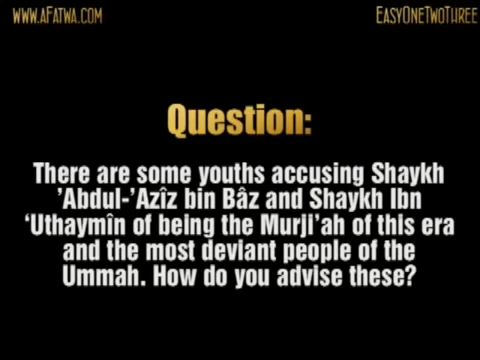 www.aFatwa.com
EasyOneTwoThree
Question:
There are some youths accusing Shaykh
’Abdul-’Azîz bin Bâz and Shaykh Ibn
‘Uthaymîn of being the Murji’ah of this era
and the most deviant people of the
Ummah. How do you advise these?